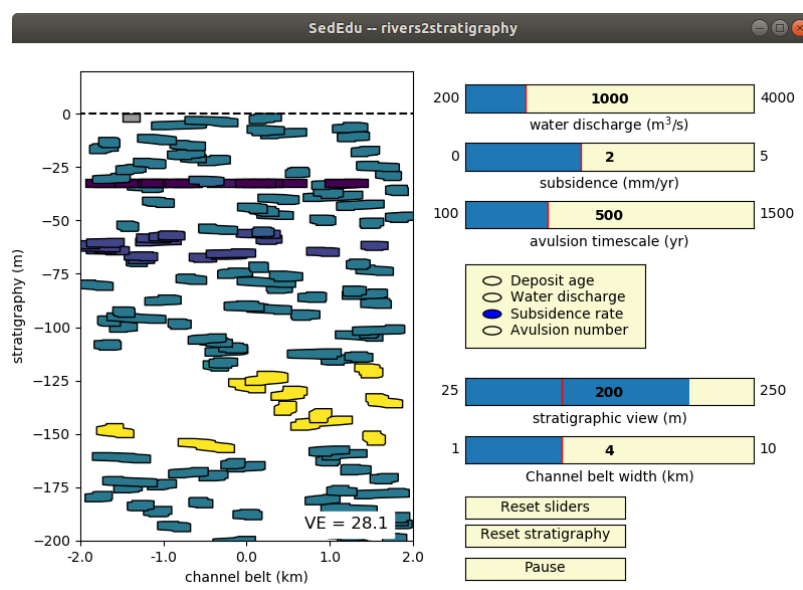 SedEdu -- rivers2stratigraphy
0
−25
−50
−75
−100
−125
−150
−175
−200
stratigraphy (m)
VE = 28.1
-2.0 -1.0 0.0 1.0 2.0
channel belt (km)
200 1000 4000
water discharge (m³/s)
0 2 5
subsidence (mm/yr)
100 500 1500
avulsion timescale (yr)
Deposit age
Water discharge
Subsidence rate
Avulsion number
25 200 250
stratigraphic view (m)
1 4 10
Channel belt width (km)
Reset sliders
Reset stratigraphy
Pause